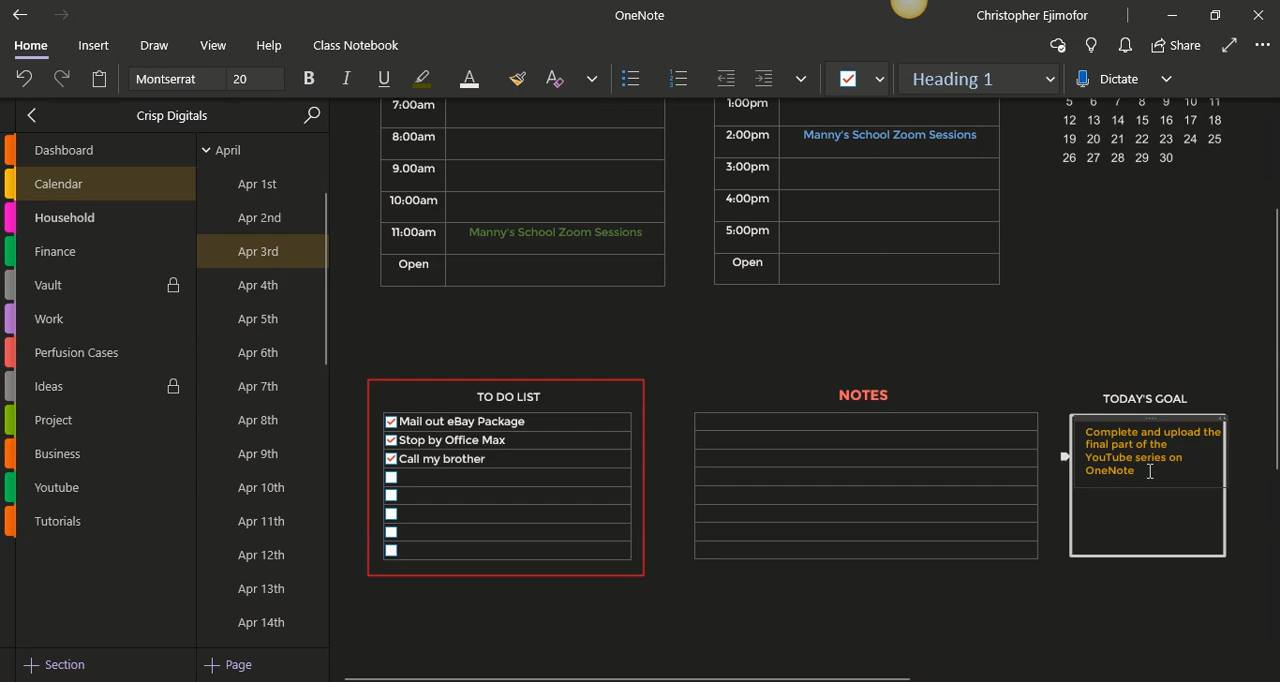 OneNote
Christopher Ejimofor
Home
Insert
Draw
View
Help
Class Notebook
Share
Montserrat
20
B
I
U
A
A
Heading 1
Dictate
Crisp Digitals
Dashboard
Calendar
Household
Finance
Vault
Work
Perfusion Cases
Ideas
Project
Business
Youtube
Tutorials
Section
April
Apr 1st
Apr 2nd
Apr 3rd
Apr 4th
Apr 5th
Apr 6th
Apr 7th
Apr 8th
Apr 9th
Apr 10th
Apr 11th
Apr 12th
Apr 13th
Apr 14th
Page
7:00am
8:00am
9.00am
10:00am
11:00am Manny's School Zoom Sessions
Open
1:00pm
2:00pm Manny's School Zoom Sessions
3:00pm
4:00pm
5:00pm
Open
5 6 7 8 9 10 11
12 13 14 15 16 17 18
19 20 21 22 23 24 25
26 27 28 29 30
TO DO LIST
Mail out eBay Package
Stop by Office Max
Call my brother
NOTES
TODAY'S GOAL
Complete and upload the
final part of the
YouTube series on
OneNote